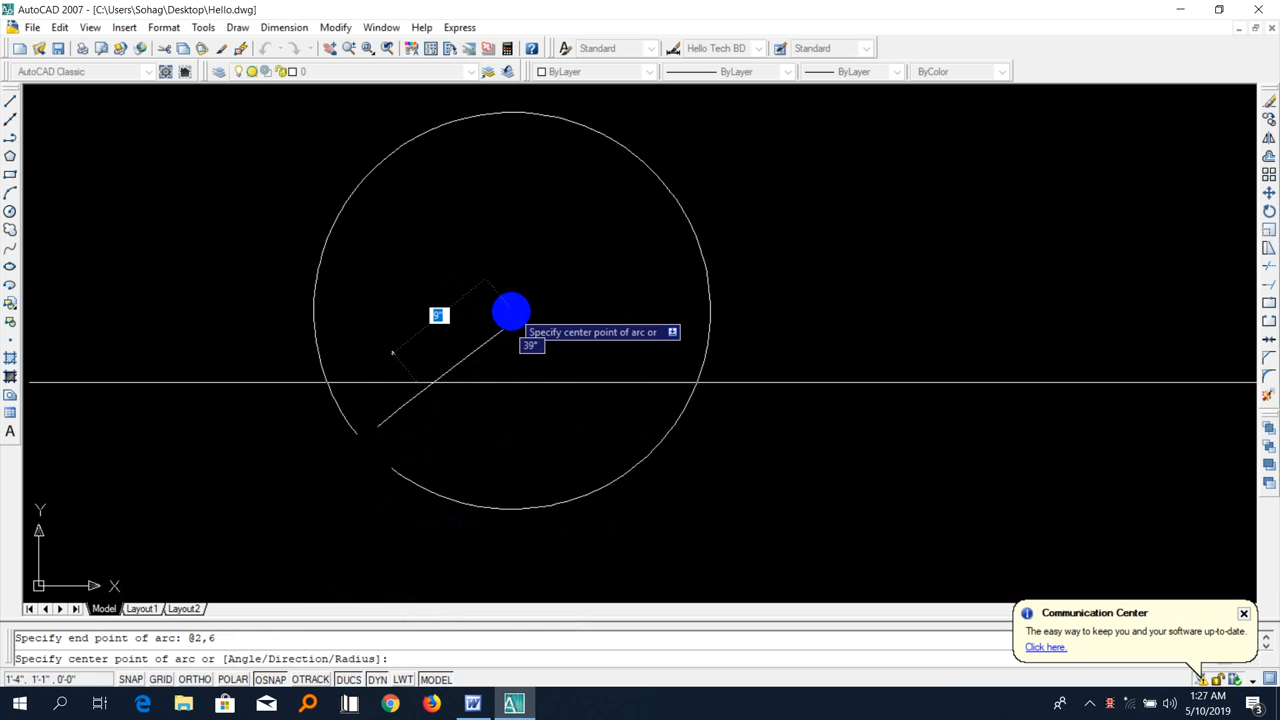 AutoCAD 2007 - [C:\Users\Sohag\Desktop\Hello.dwg]
File Edit View Insert Format Tools Draw Dimension Modify Window Help Express
Standard Hello Tech BD Standard
AutoCAD Classic 0 ByLayer ByLayer ByLayer ByColor
9"
Specify center point of arc or
39°
A
Y
X
Model Layout1 Layout2
Communication Center
The easy way to keep you and your software up-to-date.
Click here.
Specify end point of arc: @2,6
Specify center point of arc or [Angle/Direction/Radius]:
1'-4", 1'-1", 0'-0" SNAP GRID ORTHO POLAR OSNAP OTRACK DUCS DYN LWT MODEL
1:27 AM
5/10/2019
3